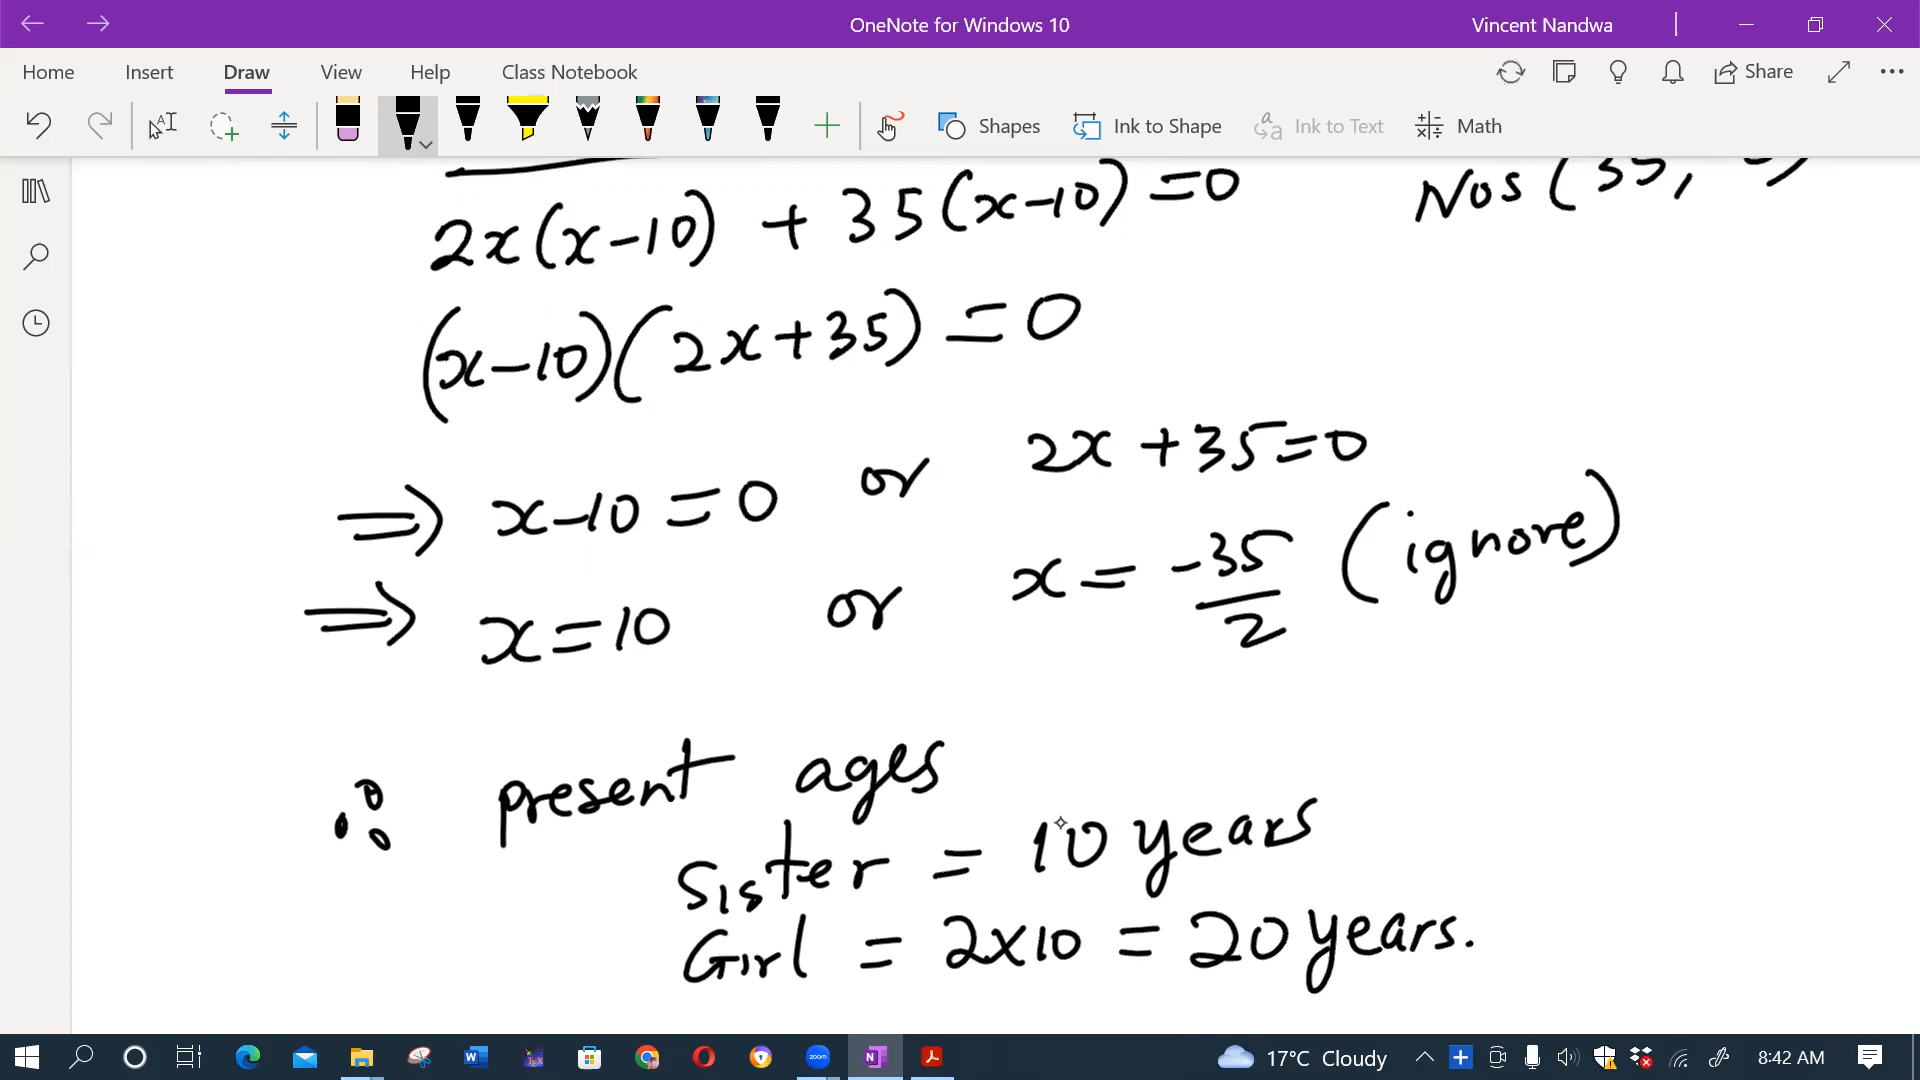 OneNote for Windows 10
Vincent Nandwa
Home Insert Draw View Help Class Notebook
Share
Shapes Ink to Shape Ink to Text Math
2x(x-10) + 35(x-10) =0
Nos (35,
(x-10)(2x+35) =0
⇒ x-10=0 or 2x +35=0
⇒ x=10 or x= -35/2 (ignore)
∴ present ages
Sister = 10 years
Girl = 2x10 = 20 years.
17°C Cloudy
8:42 AM